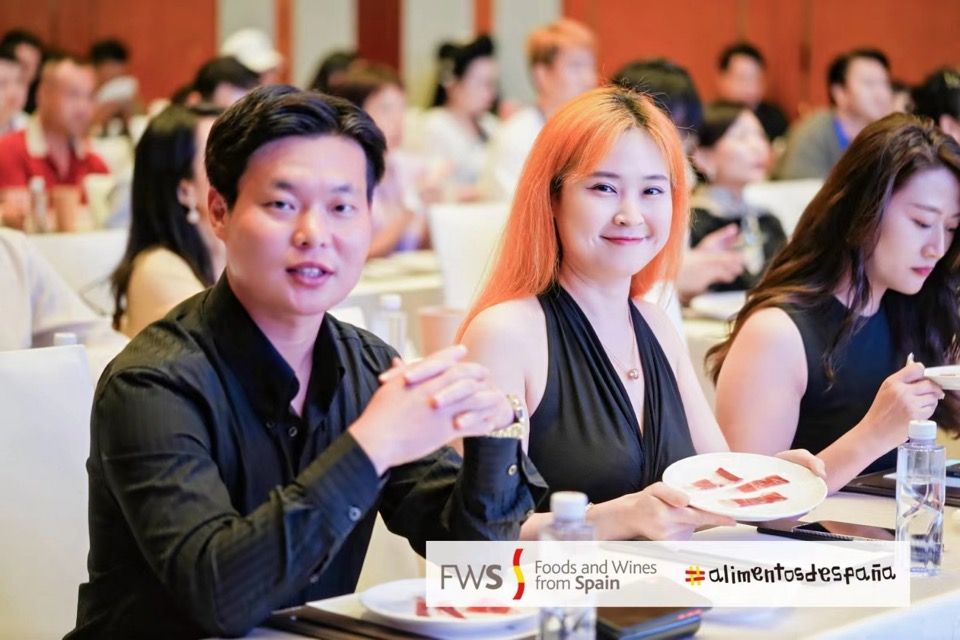 FWS
Foods and Wines
from Spain
#alimentosdespaña